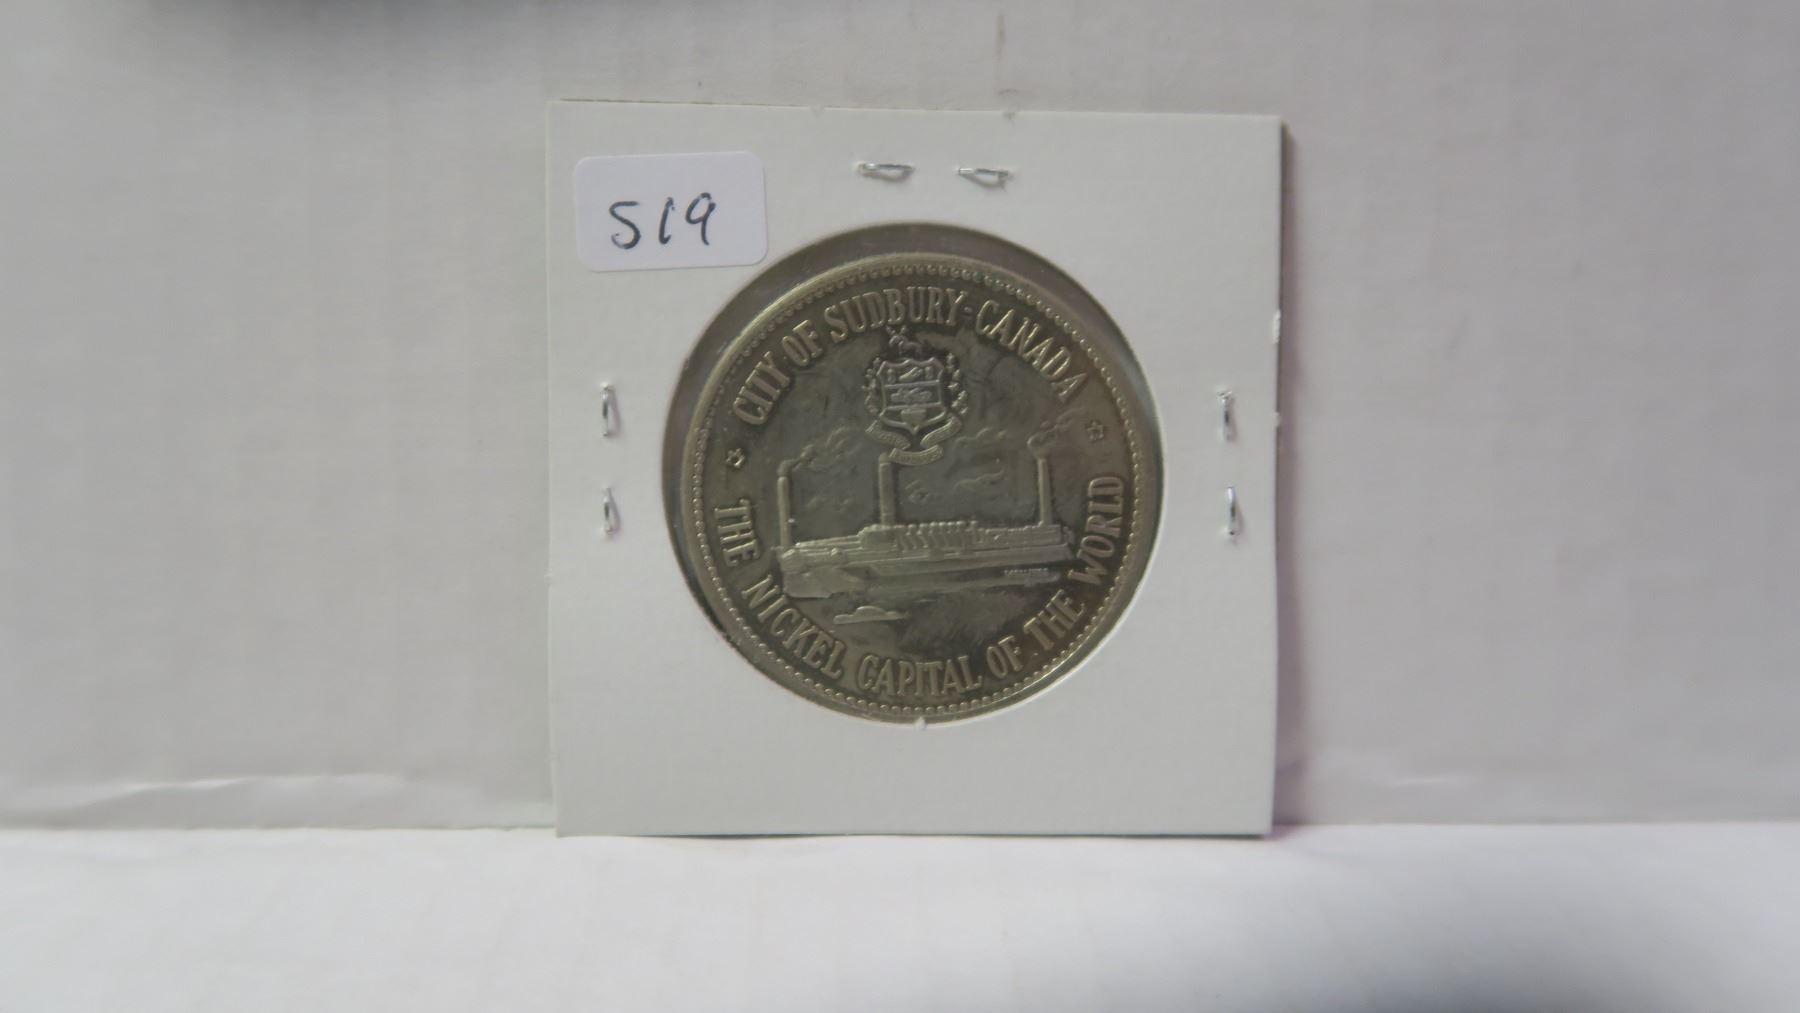 519
CITY OF SUDBURY-CANADA
THE NICKEL CAPITAL OF THE WORLD